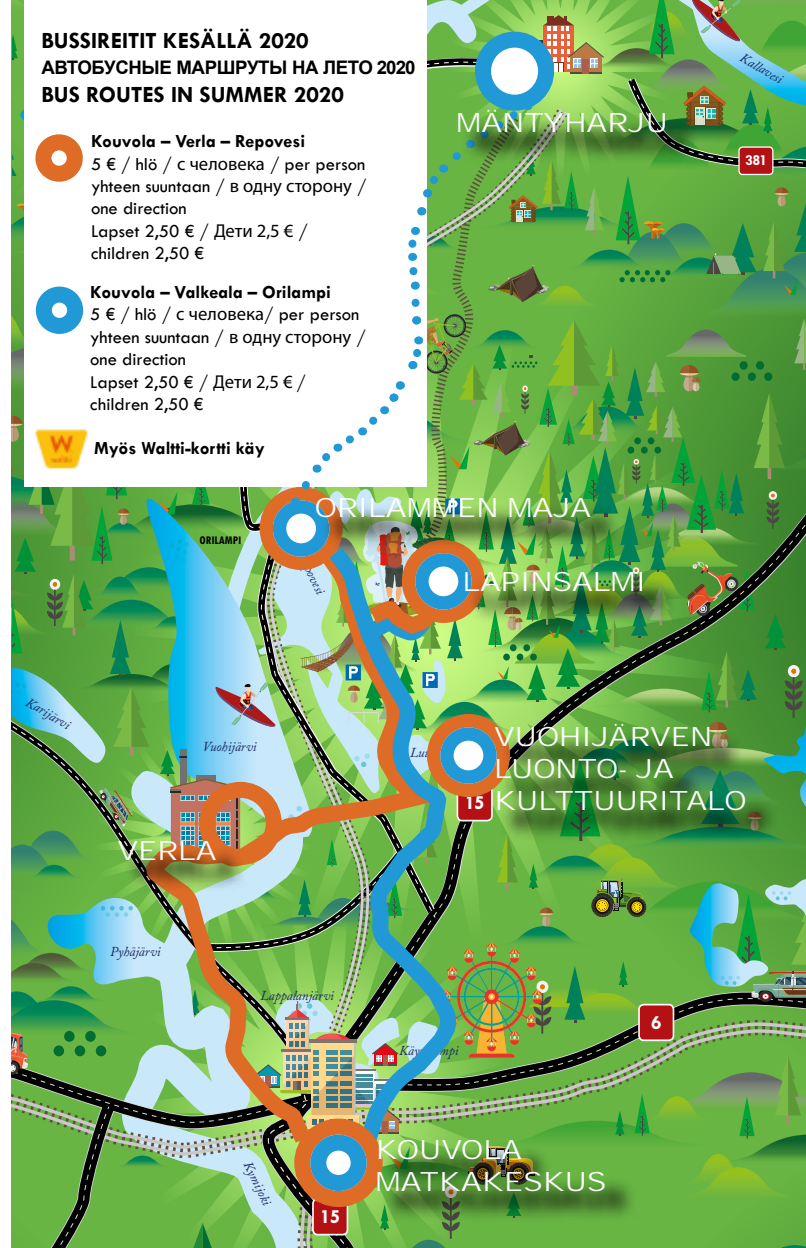 BUSSIREITIT KESÄLLÄ 2020
АВТОБУСНЫЕ МАРШРУТЫ НА ЛЕТО 2020
BUS ROUTES IN SUMMER 2020
Kouvola – Verla – Repovesi
5 € / hlö / с человека / per person
yhteen suuntaan / в одну сторону /
one direction
Lapset 2,50 € / Дети 2,5 € /
children 2,50 €
Kouvola – Valkeala – Orilampi
5 € / hlö / с человека/ per person
yhteen suuntaan / в одну сторону /
one direction
Lapset 2,50 € / Дети 2,5 € /
children 2,50 €
W
Myös Waltti-kortti käy
Kallavesi
MÄNTYHARJU
381
ORILAMMEN MAJA
P
ORILAMPI
LAPINSALMI
P
P
Karijärvi
Vuohijärvi
VUOHIJÄRVEN
LUONTO- JA
KULTTUURITALO
15
VERLA
Pyhäjärvi
Lappalanjärvi
6
KOUVOLA
MATKAKESKUS
Kymijoki
15